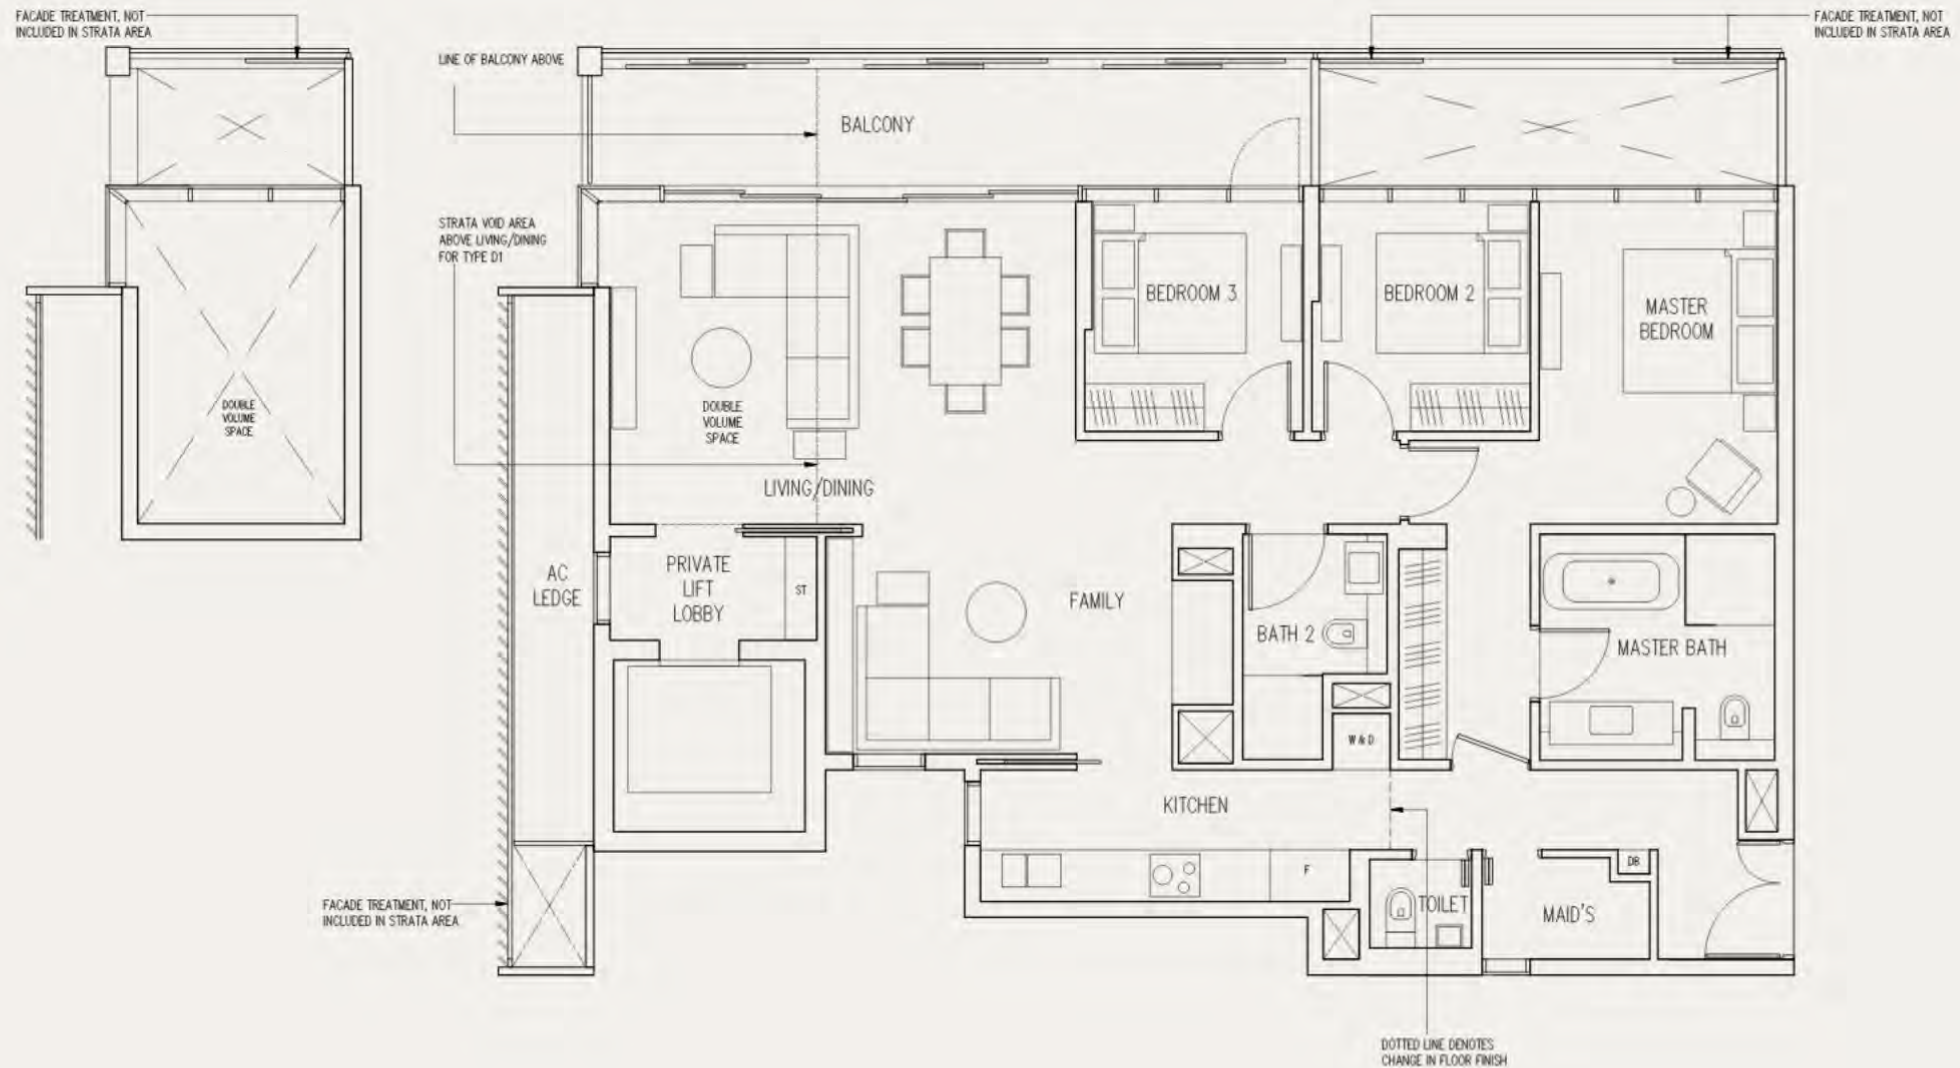 FACADE TREATMENT, NOT
INCLUDED IN STRATA AREA
FACADE TREATMENT, NOT
INCLUDED IN STRATA AREA
LINE OF BALCONY ABOVE
BALCONY
STRATA VOID AREA
ABOVE LIVING/DINING
FOR TYPE D1
BEDROOM 3
BEDROOM 2
MASTER
BEDROOM
DOUBLE
VOLUME
SPACE
DOUBLE
VOLUME
SPACE
LIVING/DINING
AC
LEDGE
PRIVATE
LIFT
LOBBY
ST
FAMILY
BATH 2
MASTER BATH
W&D
KITCHEN
F
DB
TOILET
MAID'S
FACADE TREATMENT, NOT
INCLUDED IN STRATA AREA
DOTTED LINE DENOTES
CHANGE IN FLOOR FINISH